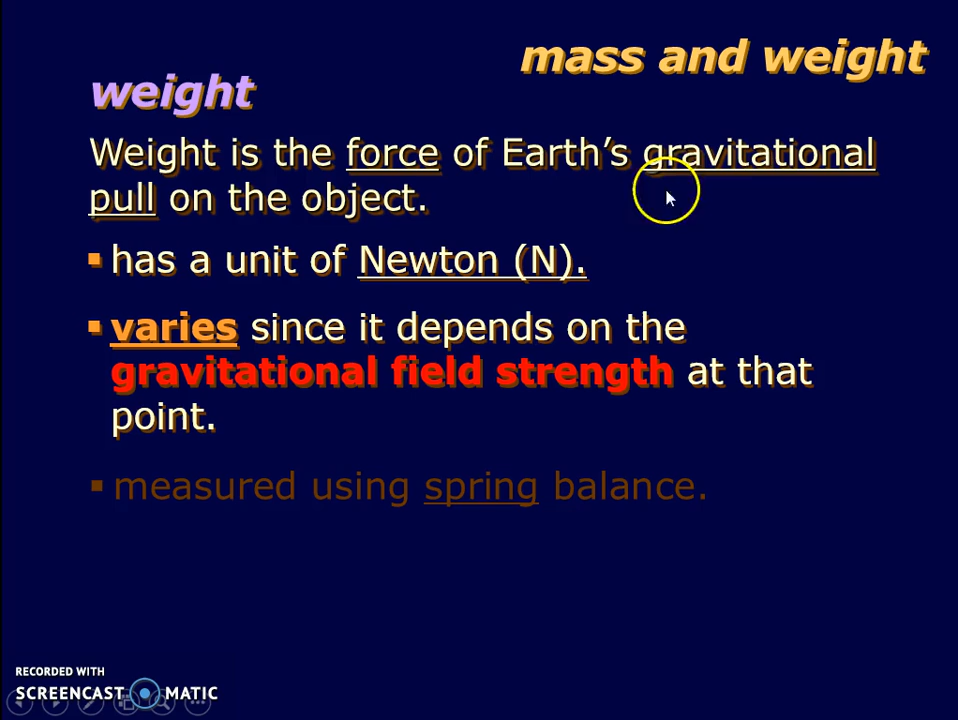 mass and weight
weight
Weight is the force of Earth's gravitational
pull on the object.
▪ has a unit of Newton (N).
▪ varies since it depends on the
gravitational field strength at that
point.
▪ measured using spring balance.
RECORDED WITH
SCREENCAST MATIC